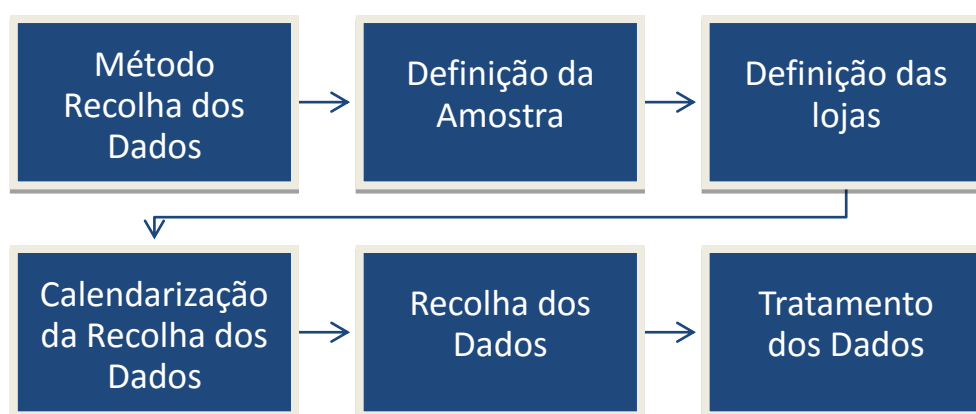 Método
Recolha dos
Dados
Definição da
Amostra
Definição das
lojas
Calendarização
da Recolha dos
Dados
Recolha dos
Dados
Tratamento
dos Dados